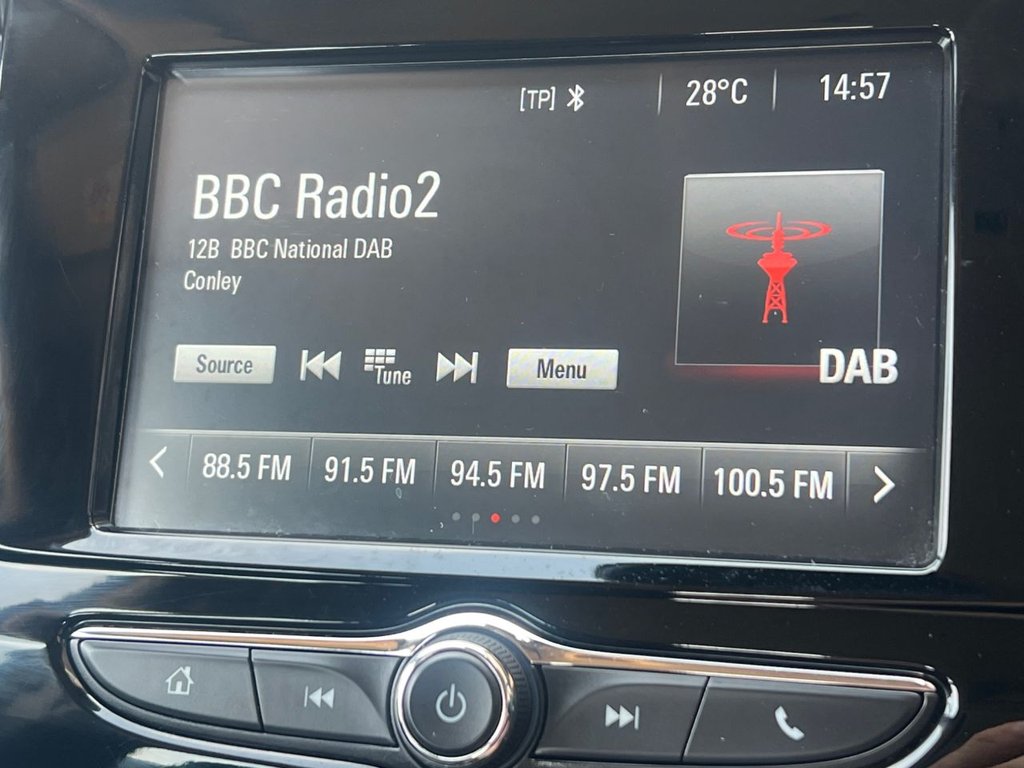 [TP] 28°C 14:57
BBC Radio2
12B BBC National DAB
Conley
DAB
Source Tune Menu
88.5 FM 91.5 FM 94.5 FM 97.5 FM 100.5 FM